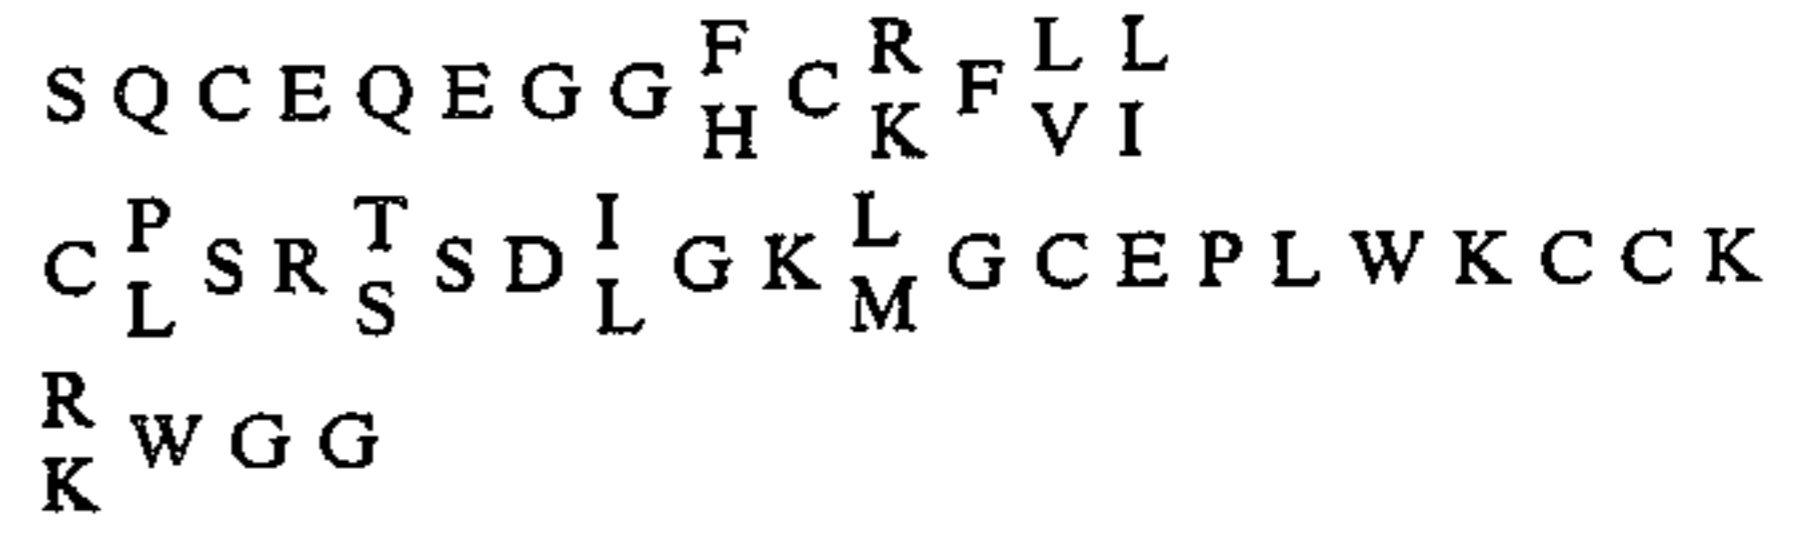 F R L L
S Q C E Q E G G C F
H K V I
P T I L
C S R S D G K G C E P L W K C C K
L S L M
R
W G G
K